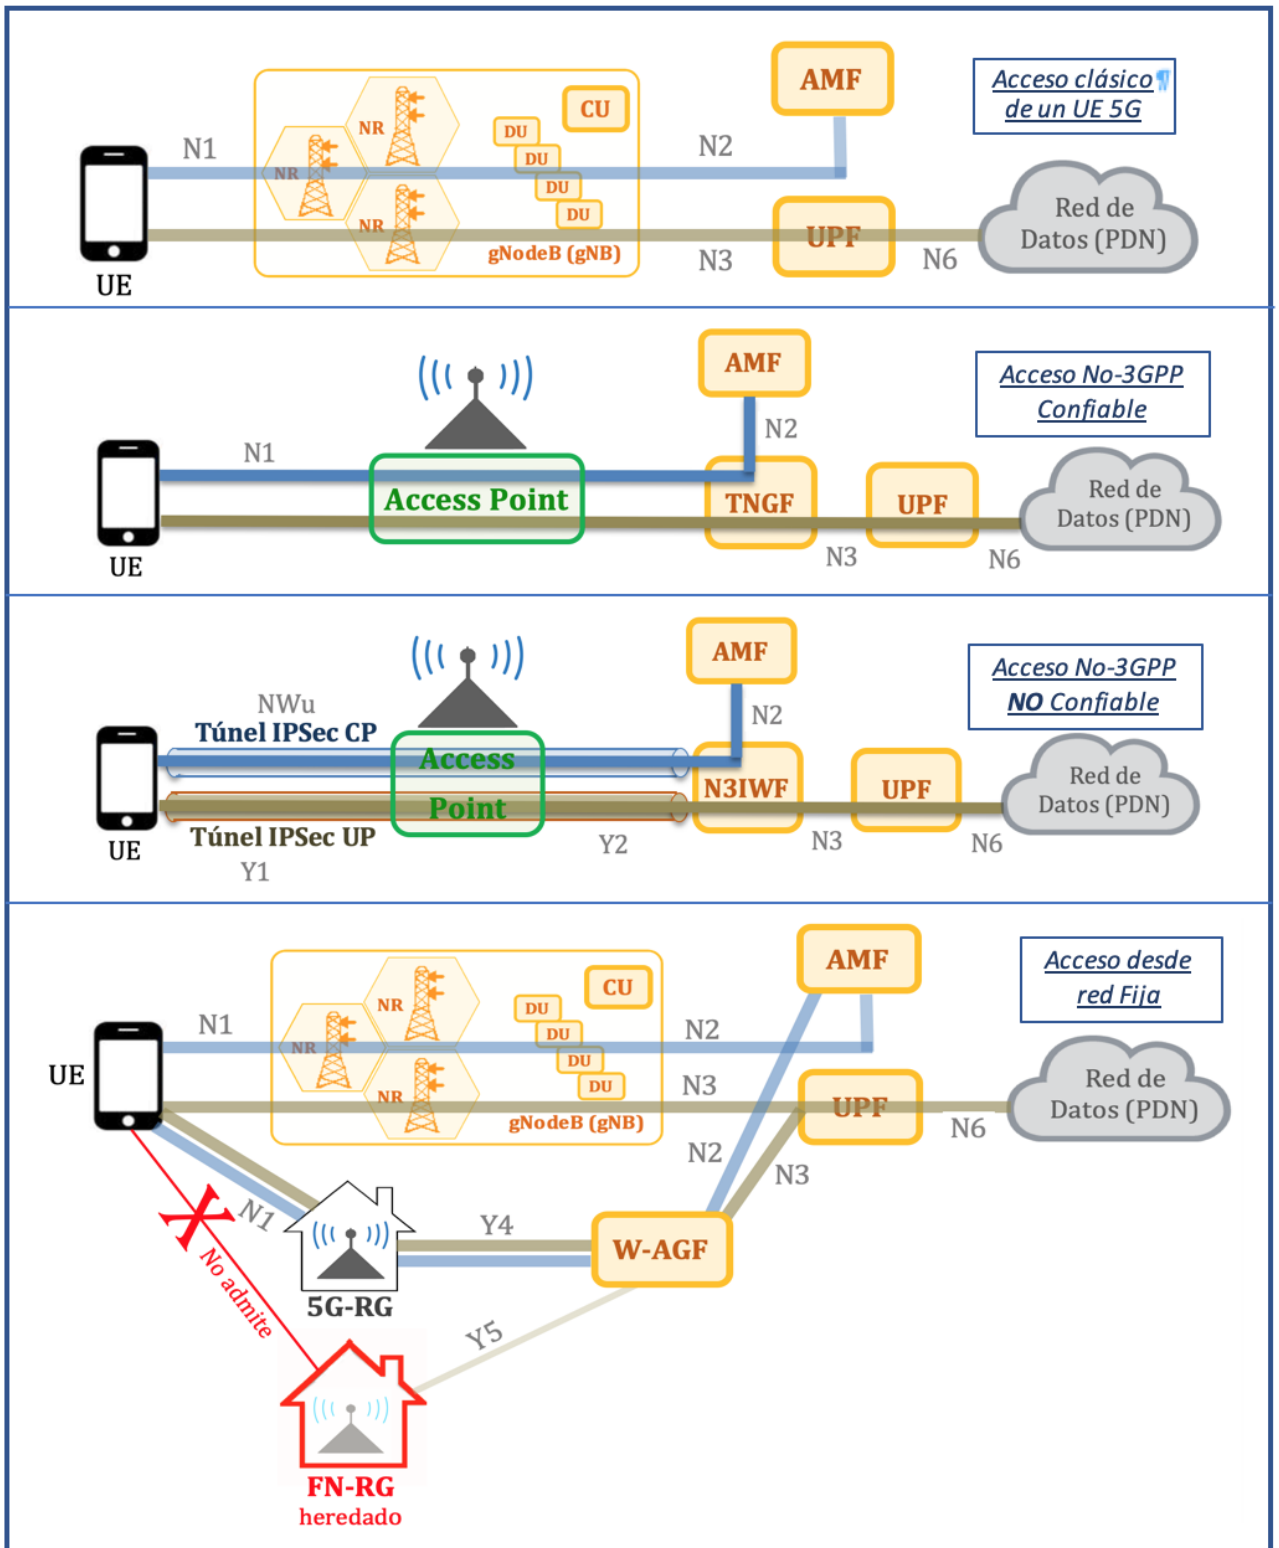 Acceso clásico¶
de un UE 5G
AMF
CU
NR
DU
N1
N2
DU
NR
DU
Red de
Datos (PDN)
DU
NR
UPF
gNodeB (gNB)
N3
N6
UE
Acceso No-3GPP
Confiable
AMF
N2
N1
Access Point
TNGF
UPF
Red de
Datos (PDN)
N3
N6
UE
Acceso No-3GPP
NO Confiable
AMF
NWu
N2
Túnel IPSec CP
Access
Point
N3IWF
UPF
Red de
Datos (PDN)
Túnel IPSec UP
Y2
N3
N6
UE
Y1
Acceso desde
red Fija
AMF
CU
NR
DU
N1
N2
DU
NR
DU
UE
DU
NR
N3
UPF
Red de
Datos (PDN)
gNodeB (gNB)
N6
N2
N3
N1
Y4
W-AGF
No admite
5G-RG
Y5
FN-RG
heredado